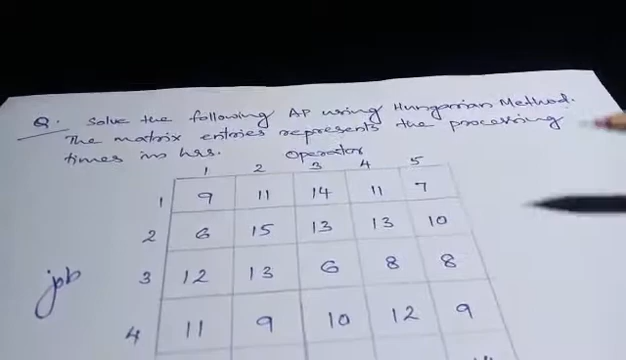 Q. Solve the following AP using Hungarian Method.
The matrix entries represents the processing
times in hrs.
Operator
1 2 3 4 5
1 9 11 14 11 7
2 6 15 13 13 10
job
3 12 13 6 8 8
4 11 9 10 12 9